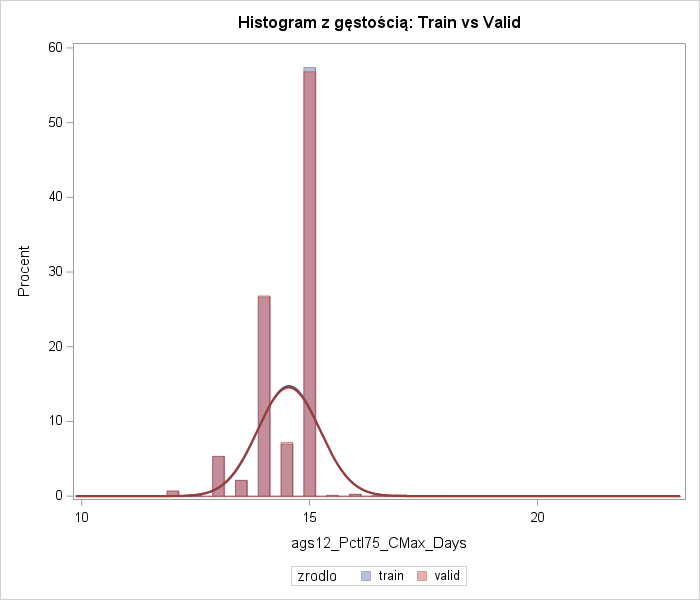 Histogram z gęstością: Train vs Valid
60
50
40
30
20
10
0
Procent
10 15 20
ags12_Pctl75_CMax_Days
zrodlo train valid